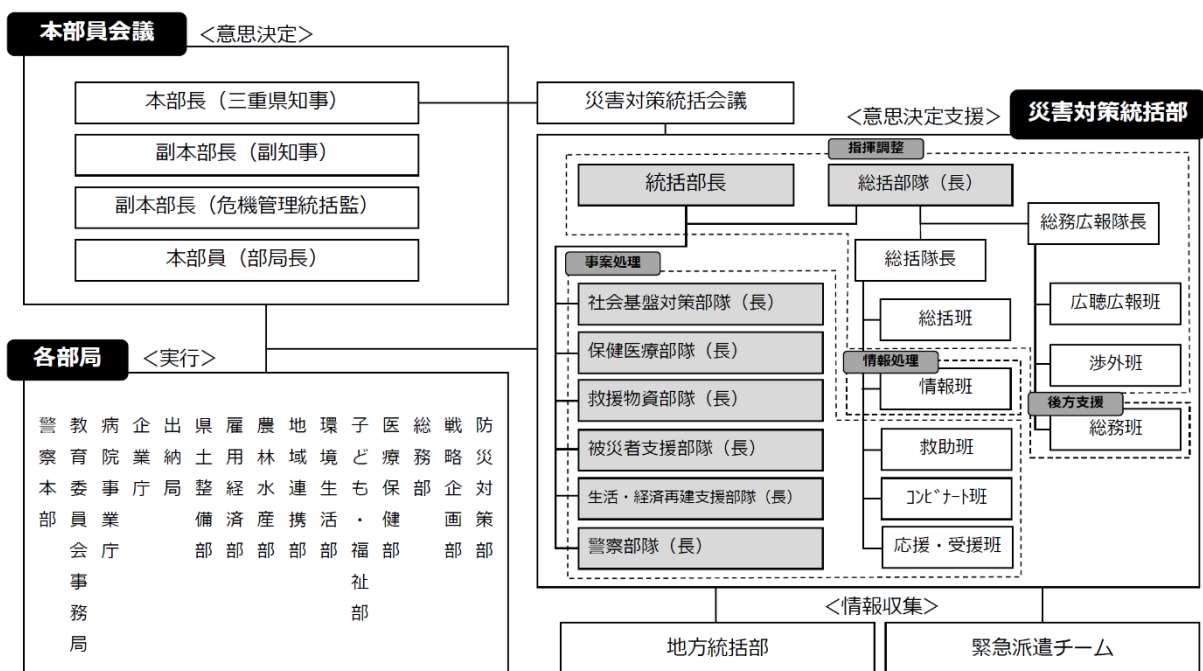 本部員会議
＜意思決定＞
本部長（三重県知事）
副本部長（副知事）
副本部長（危機管理統括監）
本部員（部局長）
災害対策統括会議
＜意思決定支援＞
災害対策統括部
指揮調整
統括部長
総括部隊（長）
総務広報隊長
総括隊長
事案処理
社会基盤対策部隊（長）
保健医療部隊（長）
救援物資部隊（長）
被災者支援部隊（長）
生活・経済再建支援部隊（長）
警察部隊（長）
総括班
情報処理
情報班
救助班
ｺﾝﾋﾞﾅｰﾄ班
応援・受援班
広聴広報班
渉外班
後方支援
総務班
各部局
＜実行＞
防災対策部
戦略企画部
総務部
医療保健部
子ども・福祉部
環境生活部
地域連携部
農林水産部
雇用経済部
県土整備部
出納局
企業庁
病院事業庁
教育委員会事務局
警察本部
＜情報収集＞
地方統括部
緊急派遣チーム